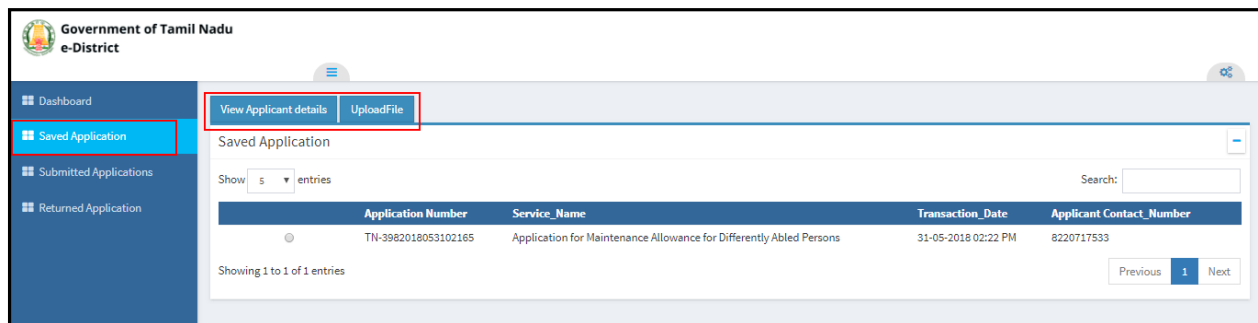 Government of Tamil Nadu
e-District
Dashboard
Saved Application
Submitted Applications
Returned Application
View Applicant details UploadFile
Saved Application
Show 5 entries Search:
Application Number Service_Name Transaction_Date Applicant Contact_Number
TN-3982018053102165 Application for Maintenance Allowance for Differently Abled Persons 31-05-2018 02:22 PM 8220717533
Showing 1 to 1 of 1 entries Previous 1 Next